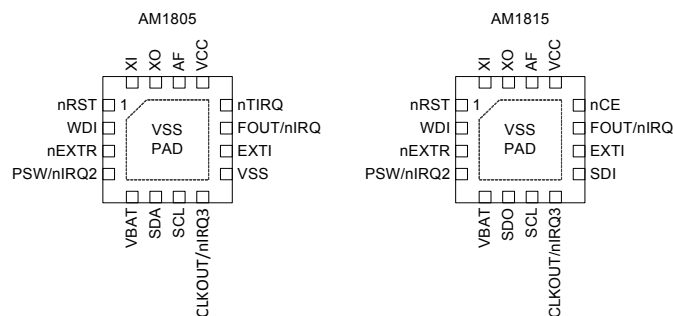 AM1805
XI
XO
AF
VCC
nRST
1
nTIRQ
WDI
FOUT/nIRQ
VSS
PAD
nEXTR
EXTI
PSW/nIRQ2
VSS
VBAT
SDA
SCL
CLKOUT/nIRQ3
AM1815
XI
XO
AF
VCC
nRST
1
nCE
WDI
FOUT/nIRQ
VSS
PAD
nEXTR
EXTI
PSW/nIRQ2
SDI
VBAT
SDO
SCL
CLKOUT/nIRQ3